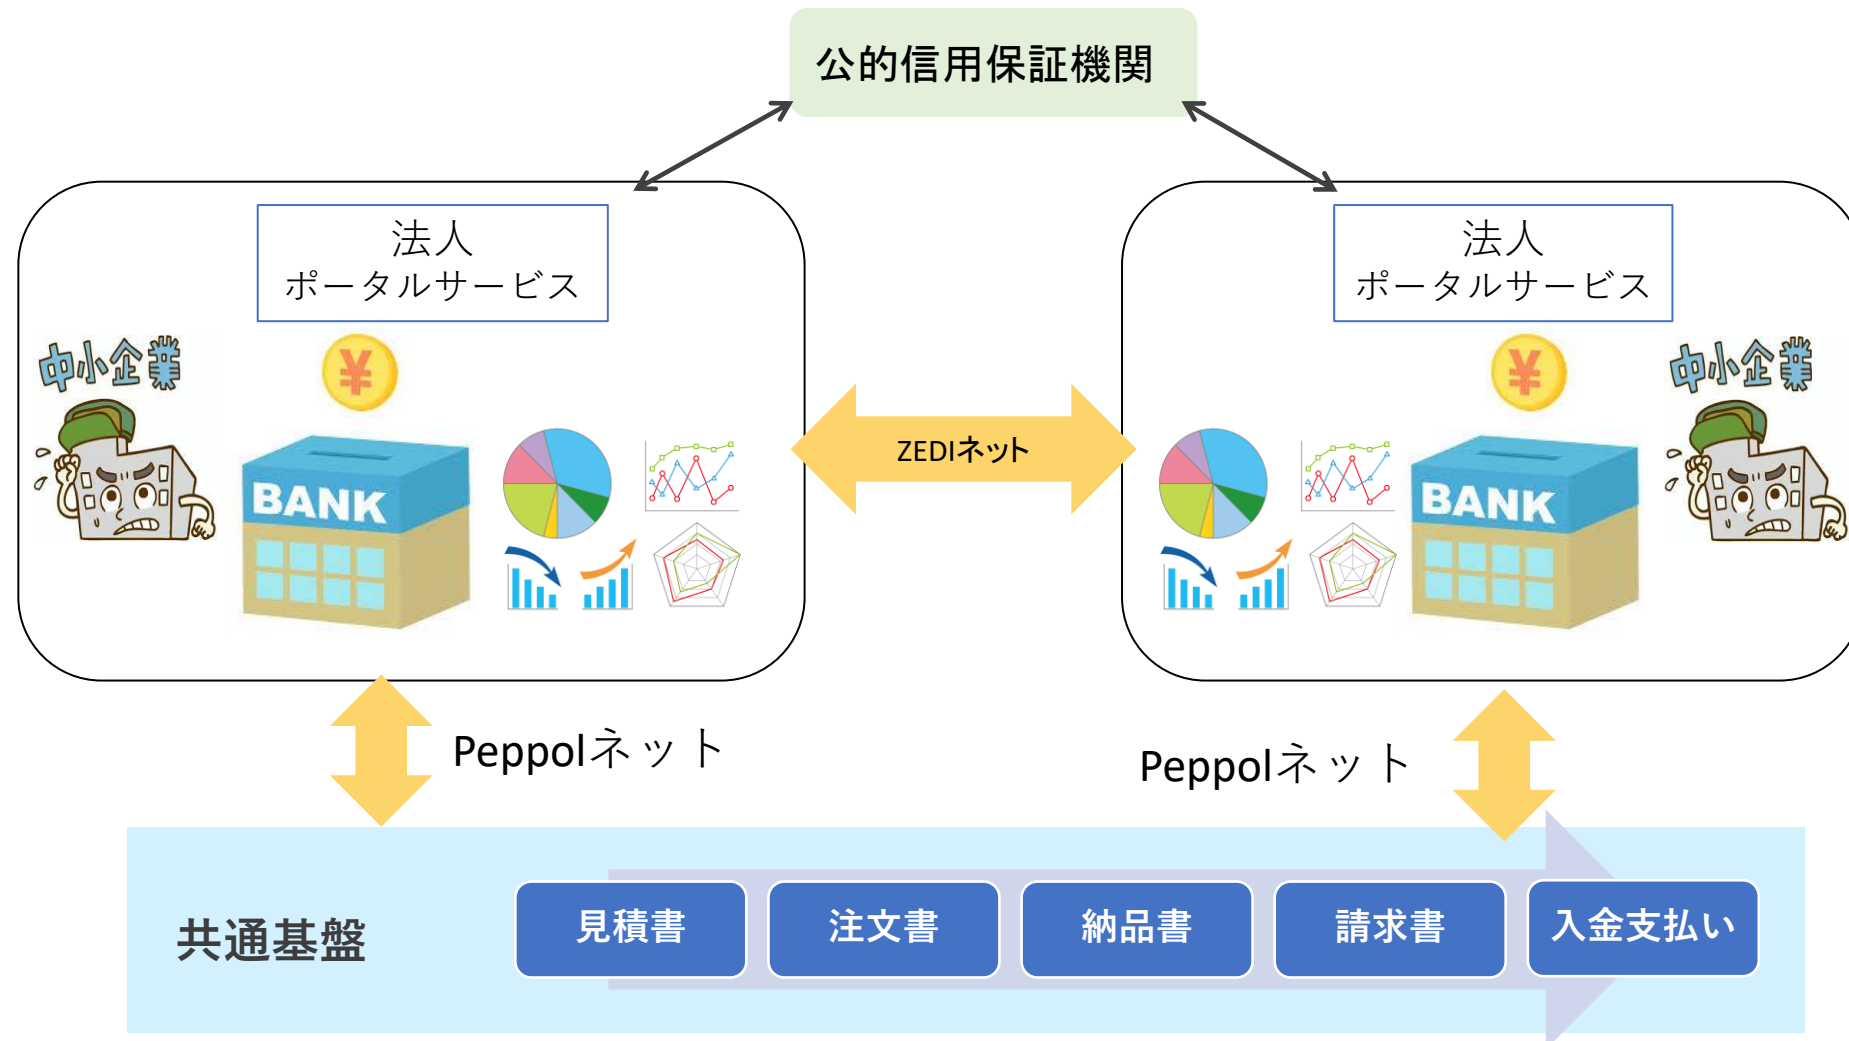 公的信用保証機関
法人
ポータルサービス
中小企業
BANK
ZEDIネット
法人
ポータルサービス
中小企業
BANK
Peppolネット
Peppolネット
共通基盤
見積書
注文書
納品書
請求書
入金支払い